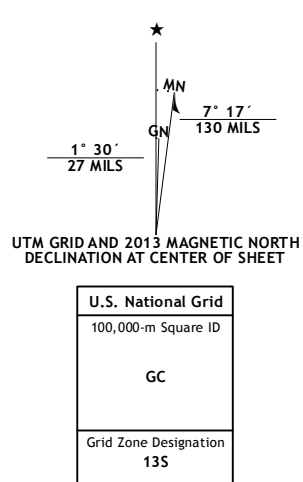 ★
MN
7° 17´
130 MILS
GN
1° 30´
27 MILS
UTM GRID AND 2013 MAGNETIC NORTH
DECLINATION AT CENTER OF SHEET
U.S. National Grid
100,000-m Square ID
GC
Grid Zone Designation
13S